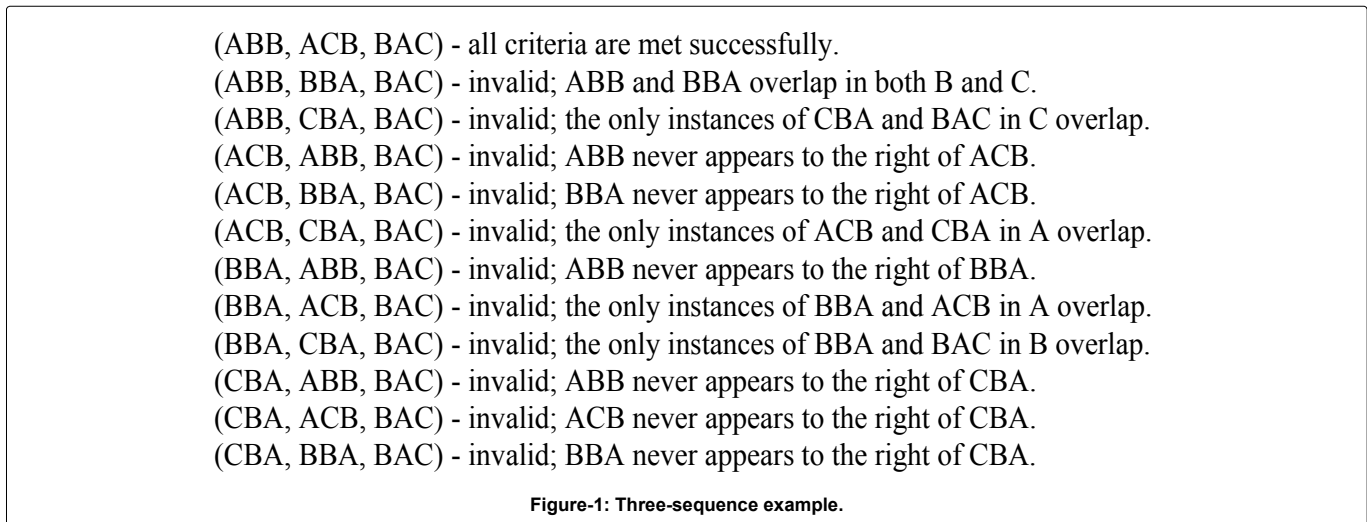 (ABB, ACB, BAC) - all criteria are met successfully.
(ABB, BBA, BAC) - invalid; ABB and BBA overlap in both B and C.
(ABB, CBA, BAC) - invalid; the only instances of CBA and BAC in C overlap.
(ACB, ABB, BAC) - invalid; ABB never appears to the right of ACB.
(ACB, BBA, BAC) - invalid; BBA never appears to the right of ACB.
(ACB, CBA, BAC) - invalid; the only instances of ACB and CBA in A overlap.
(BBA, ABB, BAC) - invalid; ABB never appears to the right of BBA.
(BBA, ACB, BAC) - invalid; the only instances of BBA and ACB in A overlap.
(BBA, CBA, BAC) - invalid; the only instances of BBA and BAC in B overlap.
(CBA, ABB, BAC) - invalid; ABB never appears to the right of CBA.
(CBA, ACB, BAC) - invalid; ACB never appears to the right of CBA.
(CBA, BBA, BAC) - invalid; BBA never appears to the right of CBA.
Figure-1: Three-sequence example.